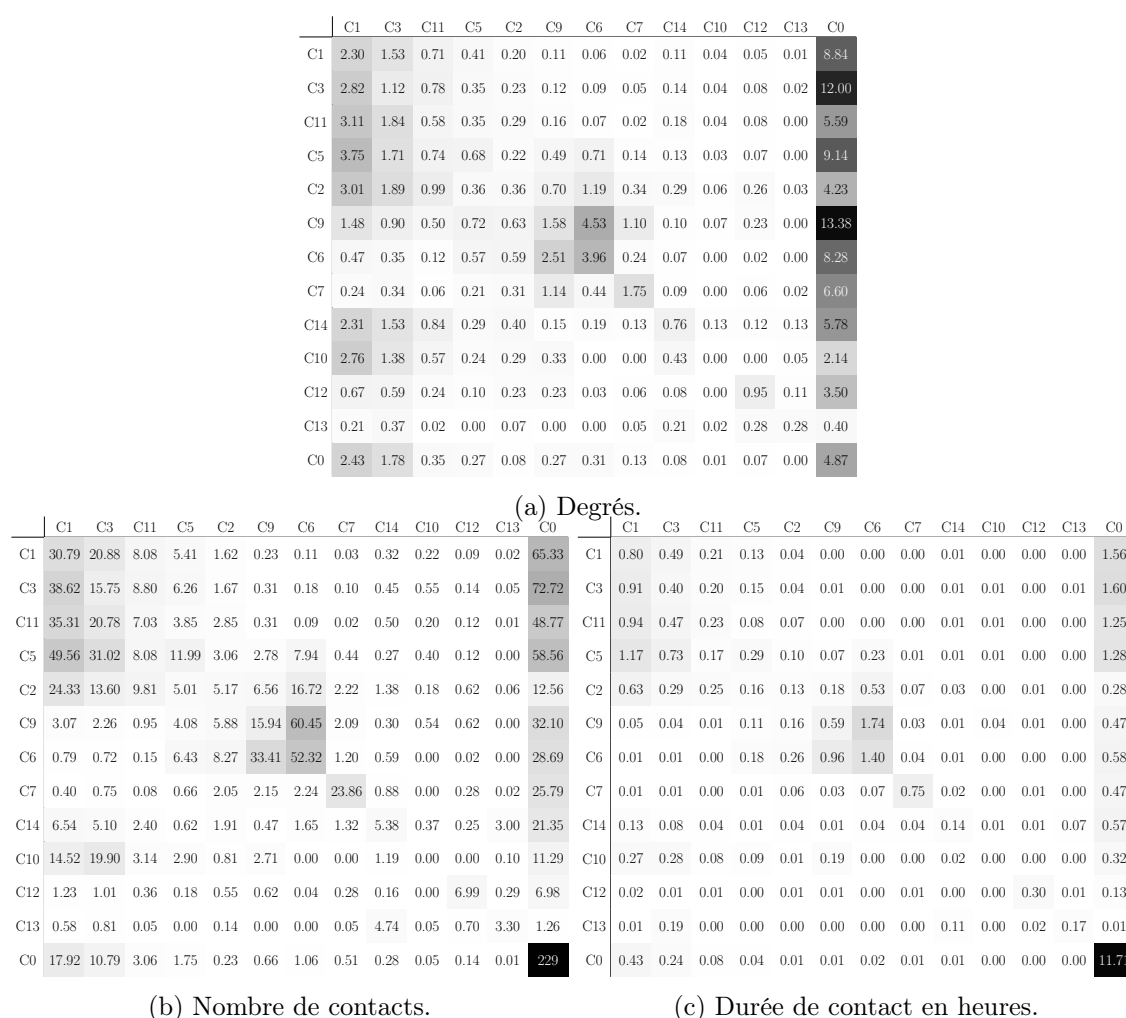 C1 C3 C11 C5 C2 C9 C6 C7 C14 C10 C12 C13 C0
C1 2.30 1.53 0.71 0.41 0.20 0.11 0.06 0.02 0.11 0.04 0.05 0.01 8.84
C3 2.82 1.12 0.78 0.35 0.23 0.12 0.09 0.05 0.14 0.04 0.08 0.02 12.00
C11 3.11 1.84 0.58 0.35 0.29 0.16 0.07 0.02 0.18 0.04 0.08 0.00 5.59
C5 3.75 1.71 0.74 0.68 0.22 0.49 0.71 0.14 0.13 0.03 0.07 0.00 9.14
C2 3.01 1.89 0.99 0.36 0.36 0.70 1.19 0.34 0.29 0.06 0.26 0.03 4.23
C9 1.48 0.90 0.50 0.72 0.63 1.58 4.53 1.10 0.10 0.07 0.23 0.00 13.38
C6 0.47 0.35 0.12 0.57 0.59 2.51 3.96 0.24 0.07 0.00 0.02 0.00 8.28
C7 0.24 0.34 0.06 0.21 0.31 1.14 0.44 1.75 0.09 0.00 0.06 0.02 6.60
C14 2.31 1.53 0.84 0.29 0.40 0.15 0.19 0.13 0.76 0.13 0.12 0.13 5.78
C10 2.76 1.38 0.57 0.24 0.29 0.33 0.00 0.00 0.43 0.00 0.00 0.05 2.14
C12 0.67 0.59 0.24 0.10 0.23 0.23 0.03 0.06 0.08 0.00 0.95 0.11 3.50
C13 0.21 0.37 0.02 0.00 0.07 0.00 0.00 0.05 0.21 0.02 0.28 0.28 0.40
C0 2.43 1.78 0.35 0.27 0.08 0.27 0.31 0.13 0.08 0.01 0.07 0.00 4.87
(a) Degrés.
C1 C3 C11 C5 C2 C9 C6 C7 C14 C10 C12 C13 C0
C1 30.79 20.88 8.08 5.41 1.62 0.23 0.11 0.03 0.32 0.22 0.09 0.02 65.33
C3 38.62 15.75 8.80 6.26 1.67 0.31 0.18 0.10 0.45 0.55 0.14 0.05 72.72
C11 35.31 20.78 7.03 3.85 2.85 0.31 0.09 0.02 0.50 0.20 0.12 0.01 48.77
C5 49.56 31.02 8.08 11.99 3.06 2.78 7.94 0.44 0.27 0.40 0.12 0.00 58.56
C2 24.33 13.60 9.81 5.01 5.17 6.56 16.72 2.22 1.38 0.18 0.62 0.06 12.56
C9 3.07 2.26 0.95 4.08 5.88 15.94 60.45 2.09 0.30 0.54 0.62 0.00 32.10
C6 0.79 0.72 0.15 6.43 8.27 33.41 52.32 1.20 0.59 0.00 0.02 0.00 28.69
C7 0.40 0.75 0.08 0.66 2.05 2.15 2.24 23.86 0.88 0.00 0.28 0.02 25.79
C14 6.54 5.10 2.40 0.62 1.91 0.47 1.65 1.32 5.38 0.37 0.25 3.00 21.35
C10 14.52 19.90 3.14 2.90 0.81 2.71 0.00 0.00 1.19 0.00 0.00 0.10 11.29
C12 1.23 1.01 0.36 0.18 0.55 0.62 0.04 0.28 0.16 0.00 6.99 0.29 6.98
C13 0.58 0.81 0.05 0.00 0.14 0.00 0.00 0.05 4.74 0.05 0.70 3.30 1.26
C0 17.92 10.79 3.06 1.75 0.23 0.66 1.06 0.51 0.28 0.05 0.14 0.01 229
(b) Nombre de contacts.
C1 C3 C11 C5 C2 C9 C6 C7 C14 C10 C12 C13 C0
C1 0.80 0.49 0.21 0.13 0.04 0.00 0.00 0.00 0.01 0.00 0.00 0.00 1.56
C3 0.91 0.40 0.20 0.15 0.04 0.01 0.00 0.00 0.01 0.01 0.00 0.01 1.60
C11 0.94 0.47 0.23 0.08 0.07 0.00 0.00 0.00 0.01 0.01 0.00 0.00 1.25
C5 1.17 0.73 0.17 0.29 0.10 0.07 0.23 0.01 0.01 0.01 0.00 0.00 1.28
C2 0.63 0.29 0.25 0.16 0.13 0.18 0.53 0.07 0.03 0.00 0.01 0.00 0.28
C9 0.05 0.04 0.01 0.11 0.16 0.59 1.74 0.03 0.01 0.04 0.01 0.00 0.47
C6 0.01 0.01 0.00 0.18 0.26 0.96 1.40 0.04 0.01 0.00 0.00 0.00 0.58
C7 0.01 0.01 0.00 0.01 0.06 0.03 0.07 0.75 0.02 0.00 0.01 0.00 0.47
C14 0.13 0.08 0.04 0.01 0.04 0.01 0.04 0.04 0.14 0.01 0.01 0.07 0.57
C10 0.27 0.28 0.08 0.09 0.01 0.19 0.00 0.00 0.02 0.00 0.00 0.00 0.32
C12 0.02 0.01 0.01 0.00 0.01 0.01 0.00 0.01 0.00 0.00 0.30 0.01 0.13
C13 0.01 0.19 0.00 0.00 0.00 0.00 0.00 0.00 0.11 0.00 0.02 0.17 0.01
C0 0.43 0.24 0.08 0.04 0.01 0.01 0.02 0.01 0.01 0.00 0.00 0.00 11.71
(c) Durée de contact en heures.